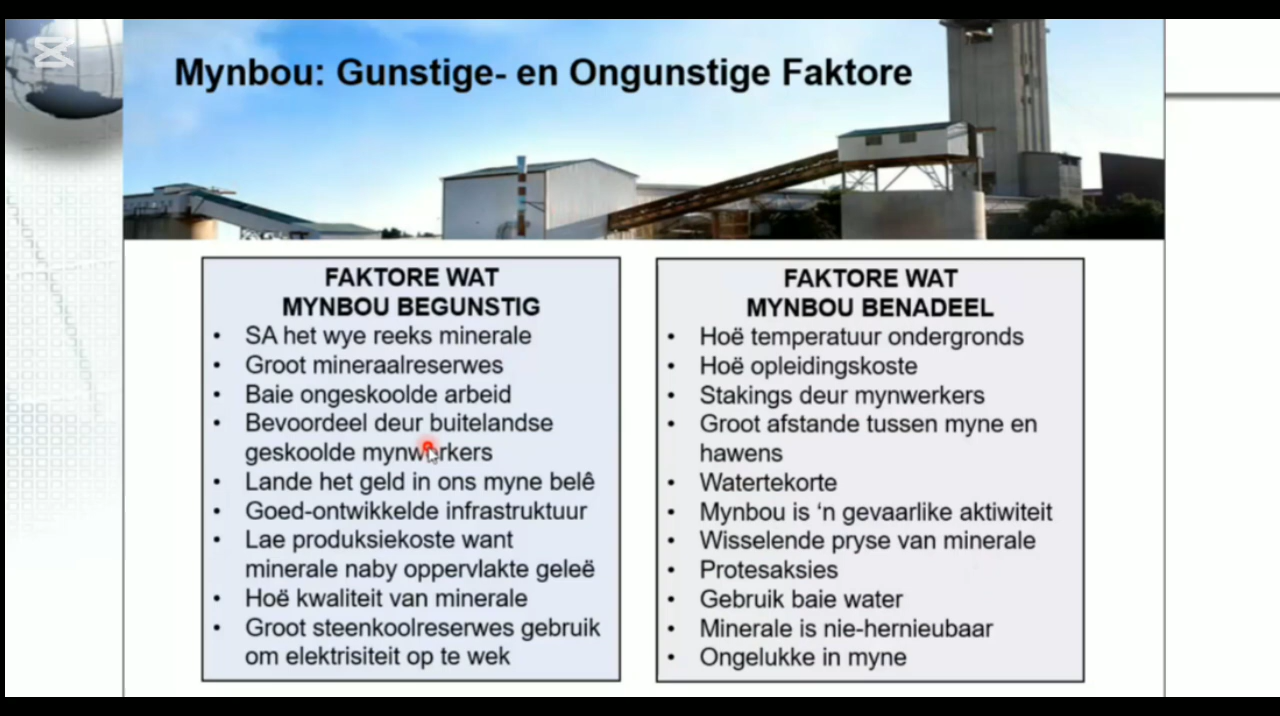 Mynbou: Gunstige- en Ongunstige Faktore
FAKTORE WAT
MYNBOU BEGUNSTIG
• SA het wye reeks minerale
• Groot mineraalreserwes
• Baie ongeskoolde arbeid
• Bevoordeel deur buitelandse
geskoolde mynwerkers
• Lande het geld in ons myne belê
• Goed-ontwikkelde infrastruktuur
• Lae produksiekoste want
minerale naby oppervlakte geleë
• Hoë kwaliteit van minerale
• Groot steenkoolreserwes gebruik
om elektrisiteit op te wek
FAKTORE WAT
MYNBOU BENADEEL
• Hoë temperatuur ondergronds
• Hoë opleidingskoste
• Stakings deur mynwerkers
• Groot afstande tussen myne en
hawens
• Watertekorte
• Mynbou is ‘n gevaarlike aktiwiteit
• Wisselende pryse van minerale
• Protesaksies
• Gebruik baie water
• Minerale is nie-hernieubaar
• Ongelukke in myne